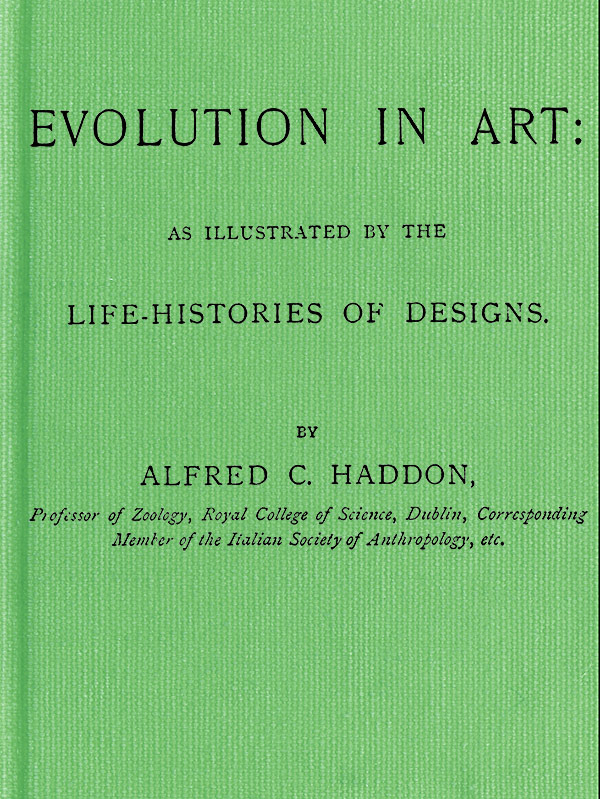 EVOLUTION IN ART:
AS ILLUSTRATED BY THE
LIFE-HISTORIES OF DESIGNS.
BY
ALFRED C. HADDON,
Professor of Zoology, Royal College of Science, Dublin, Corresponding
Member of the Italian Society of Anthropology, etc.